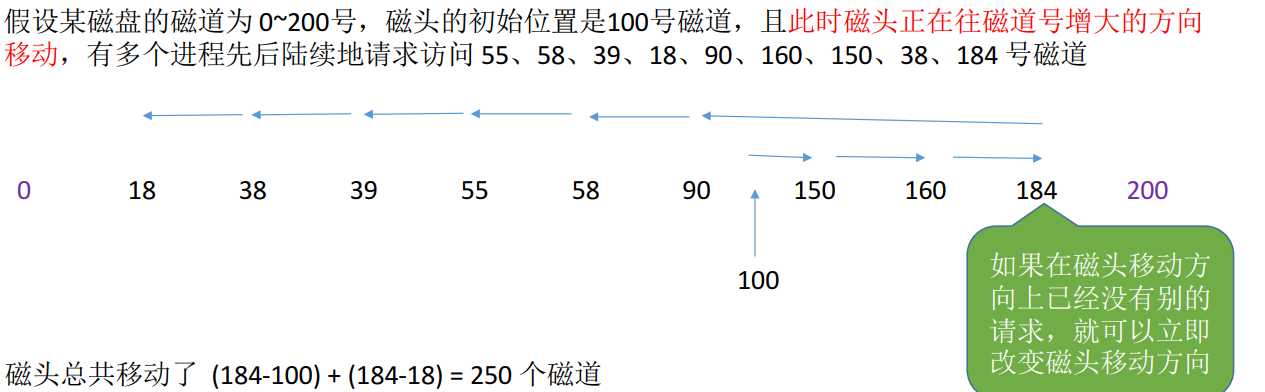 假设某磁盘的磁道为 0~200号，磁头的初始位置是100号磁道，且此时磁头正在往磁道号增大的方向
移动，有多个进程先后陆续地请求访问 55、58、39、18、90、160、150、38、184 号磁道
0 18 38 39 55 58 90 150 160 184 200
100
如果在磁头移动方
向上已经没有别的
请求，就可以立即
改变磁头移动方向
磁头总共移动了 (184-100) + (184-18) = 250 个磁道